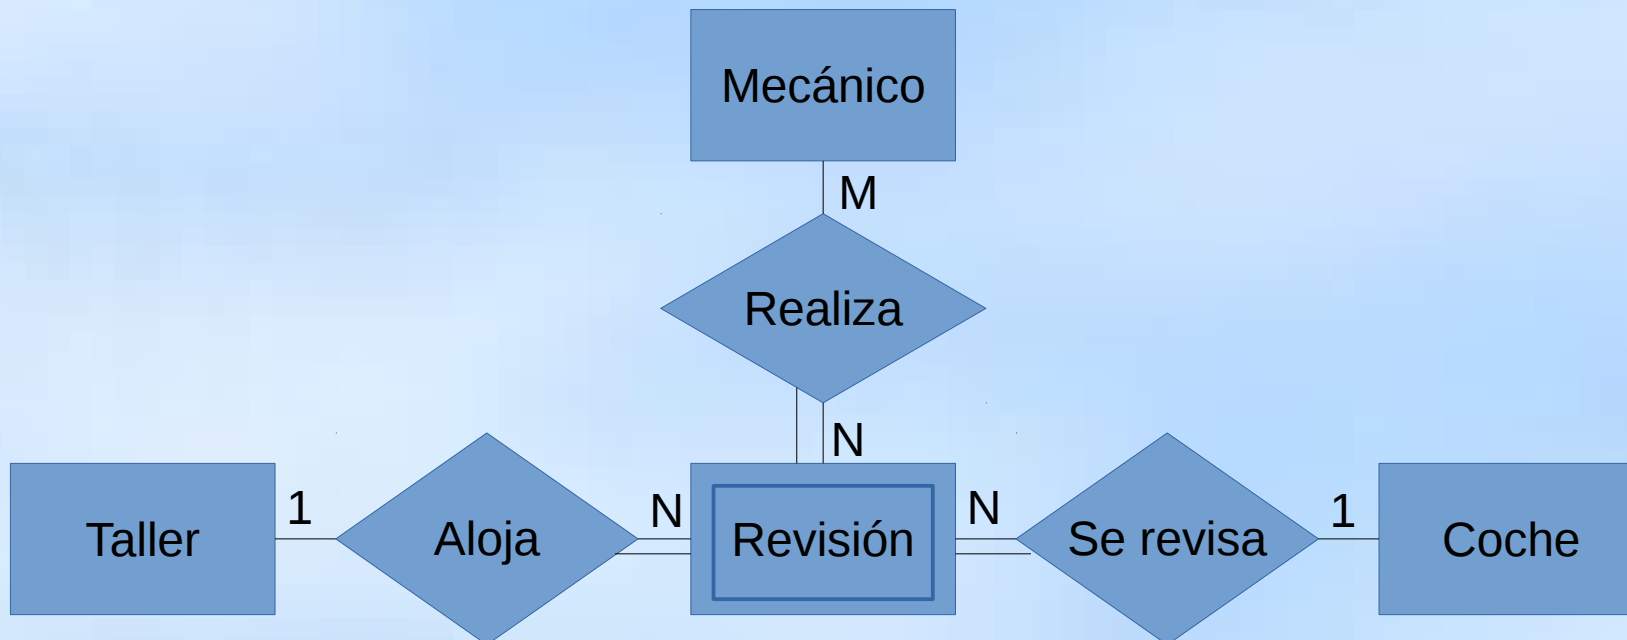 Mecánico
M
Realiza
N
Taller
1
Aloja
N
Revisión
N
Se revisa
1
Coche